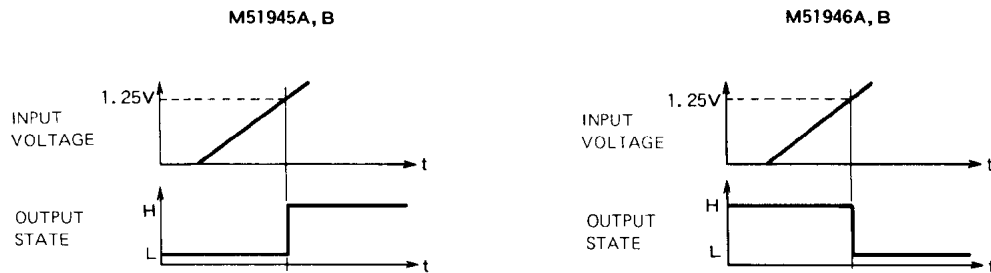 M51945A, B
1.25V
INPUT
VOLTAGE
t
H
OUTPUT
STATE
L
t
M51946A, B
1.25V
INPUT
VOLTAGE
t
H
OUTPUT
STATE
L
t